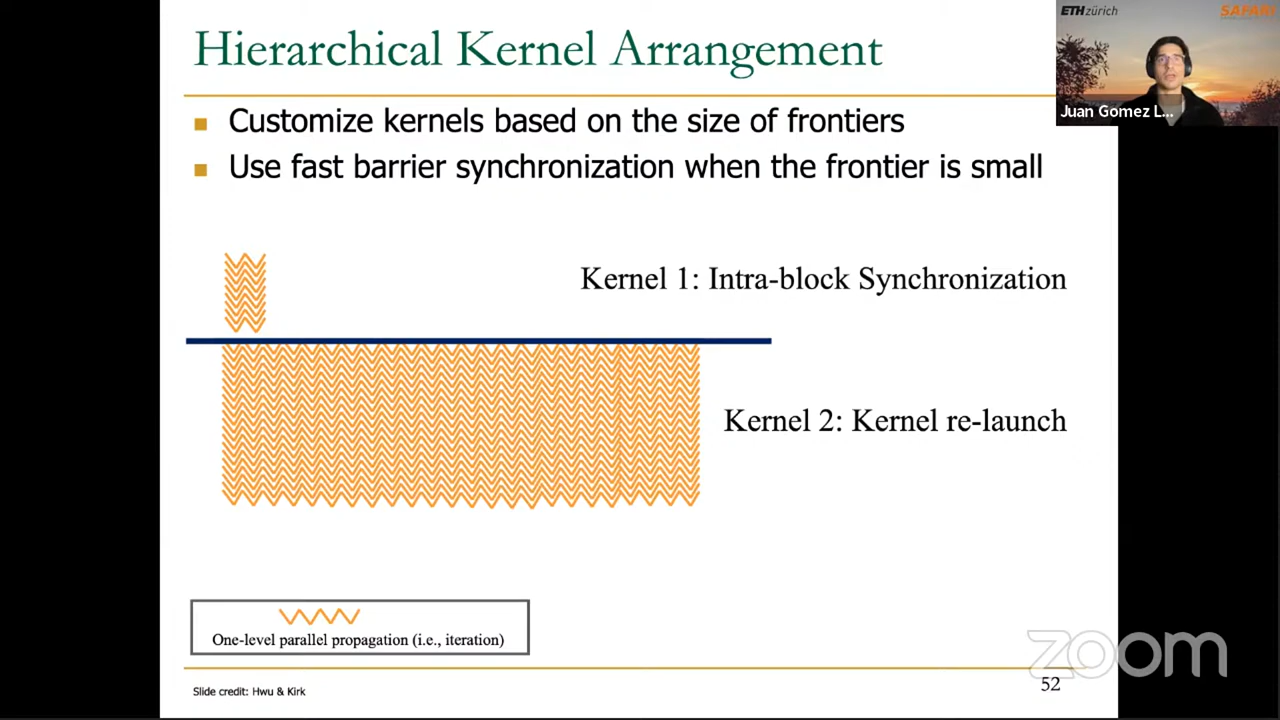 Hierarchical Kernel Arrangement
ETH zürich
SAFARI
Juan Gomez L...
■ Customize kernels based on the size of frontiers
■ Use fast barrier synchronization when the frontier is small
Kernel 1: Intra-block Synchronization
Kernel 2: Kernel re-launch
One-level parallel propagation (i.e., iteration)
Slide credit: Hwu & Kirk
52
zoom